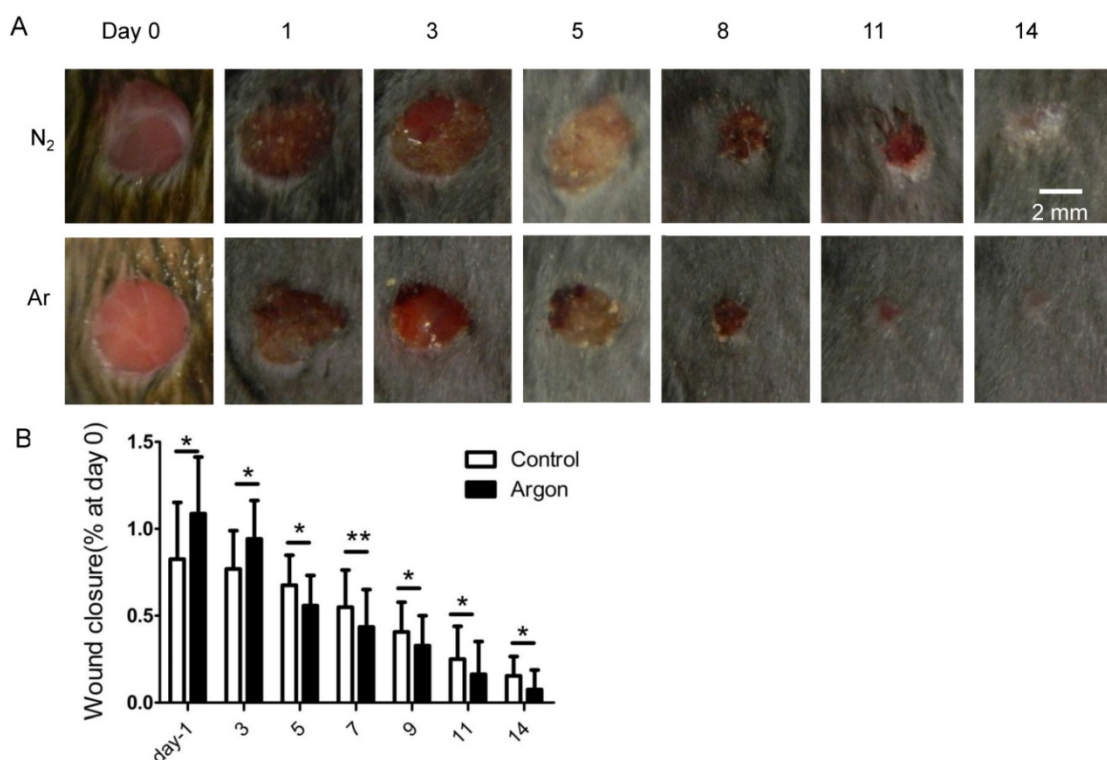 A
Day 0 1 3 5 8 11 14
N₂
2 mm
Ar
B
Wound closure(% at day 0)
1.5
1.0
0.5
0.0
* * * ** * * *
Control
Argon
day-1 3 5 7 9 11 14